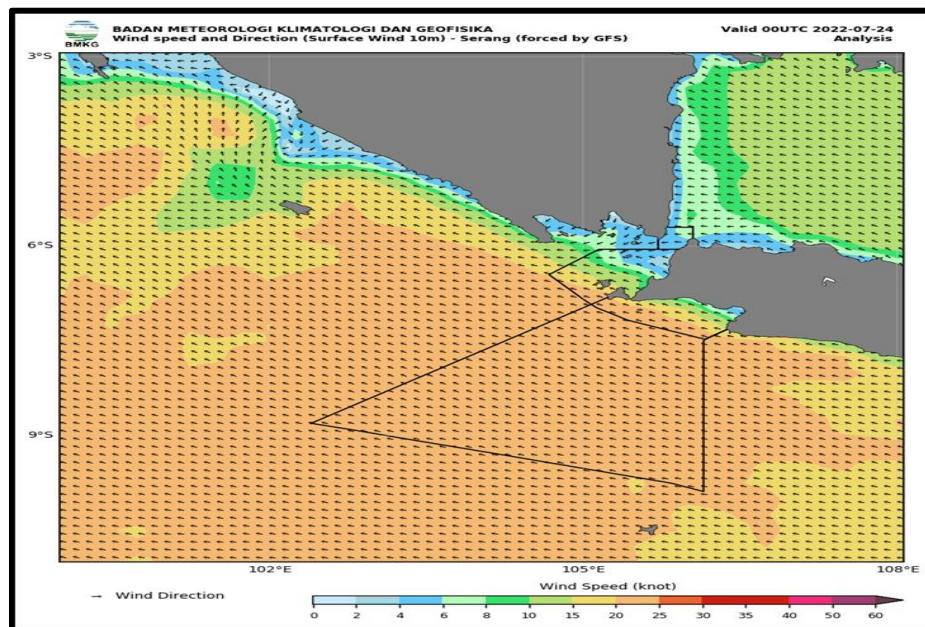 BADAN METEOROLOGI KLIMATOLOGI DAN GEOFISIKA
Valid 00UTC 2022-07-24
Wind speed and Direction (Surface Wind 10m) - Serang (forced by GFS)
Analysis
BMKG
3°S
6°S
9°S
102°E 105°E 108°E
Wind Direction
Wind Speed (knot)
0 2 4 6 8 10 15 20 25 30 35 40 50 60